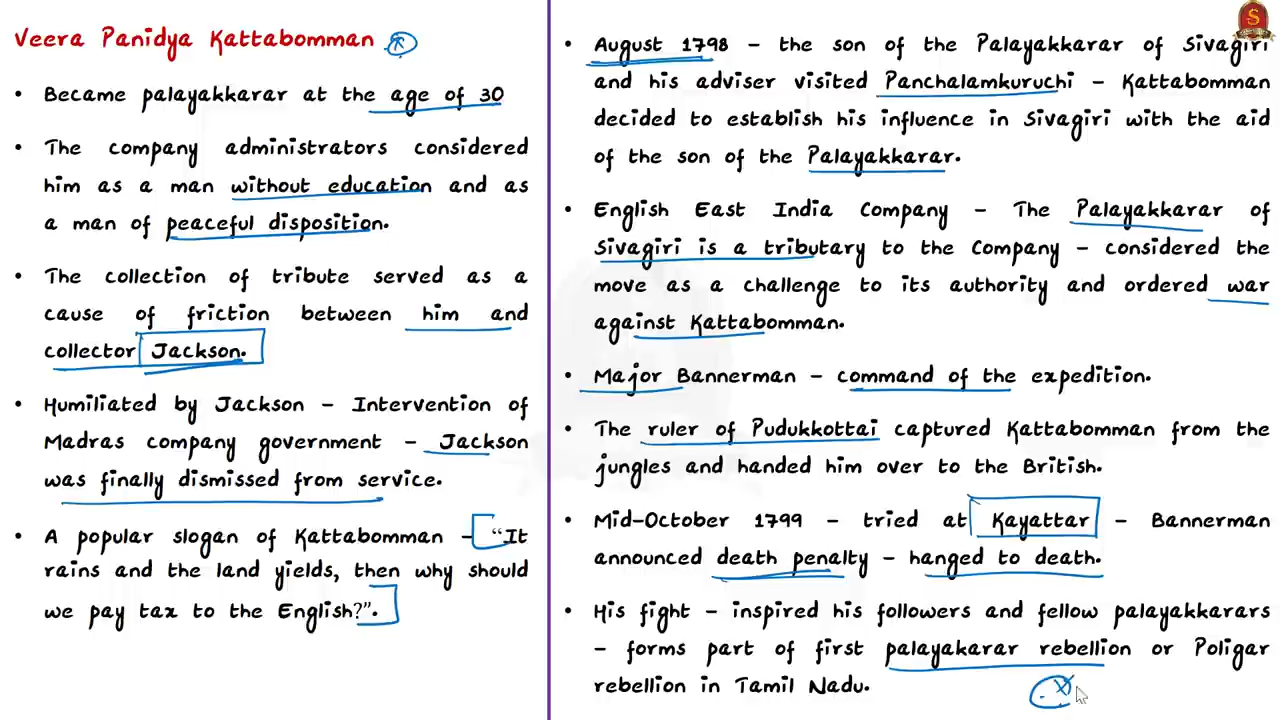 Veera Panidya Kattabomman
• Became palayakkarar at the age of 30
• The company administrators considered
him as a man without education and as
a man of peaceful disposition.
• The collection of tribute served as a
cause of friction between him and
collector Jackson.
• Humiliated by Jackson – Intervention of
Madras company government – Jackson
was finally dismissed from service.
• A popular slogan of Kattabomman – “It
rains and the land yields, then why should
we pay tax to the English?”.
• August 1798 – the son of the Palayakkarar of Sivagiri
and his adviser visited Panchalamkuruchi – Kattabomman
decided to establish his influence in Sivagiri with the aid
of the son of the Palayakkarar.
• English East India Company – The Palayakkarar of
Sivagiri is a tributary to the Company – considered the
move as a challenge to its authority and ordered war
against Kattabomman.
• Major Bannerman – command of the expedition.
• The ruler of Pudukkottai captured Kattabomman from the
jungles and handed him over to the British.
• Mid-October 1799 – tried at Kayattar – Bannerman
announced death penalty – hanged to death.
• His fight – inspired his followers and fellow palayakkarars
– forms part of first palayakarar rebellion or Poligar
rebellion in Tamil Nadu.